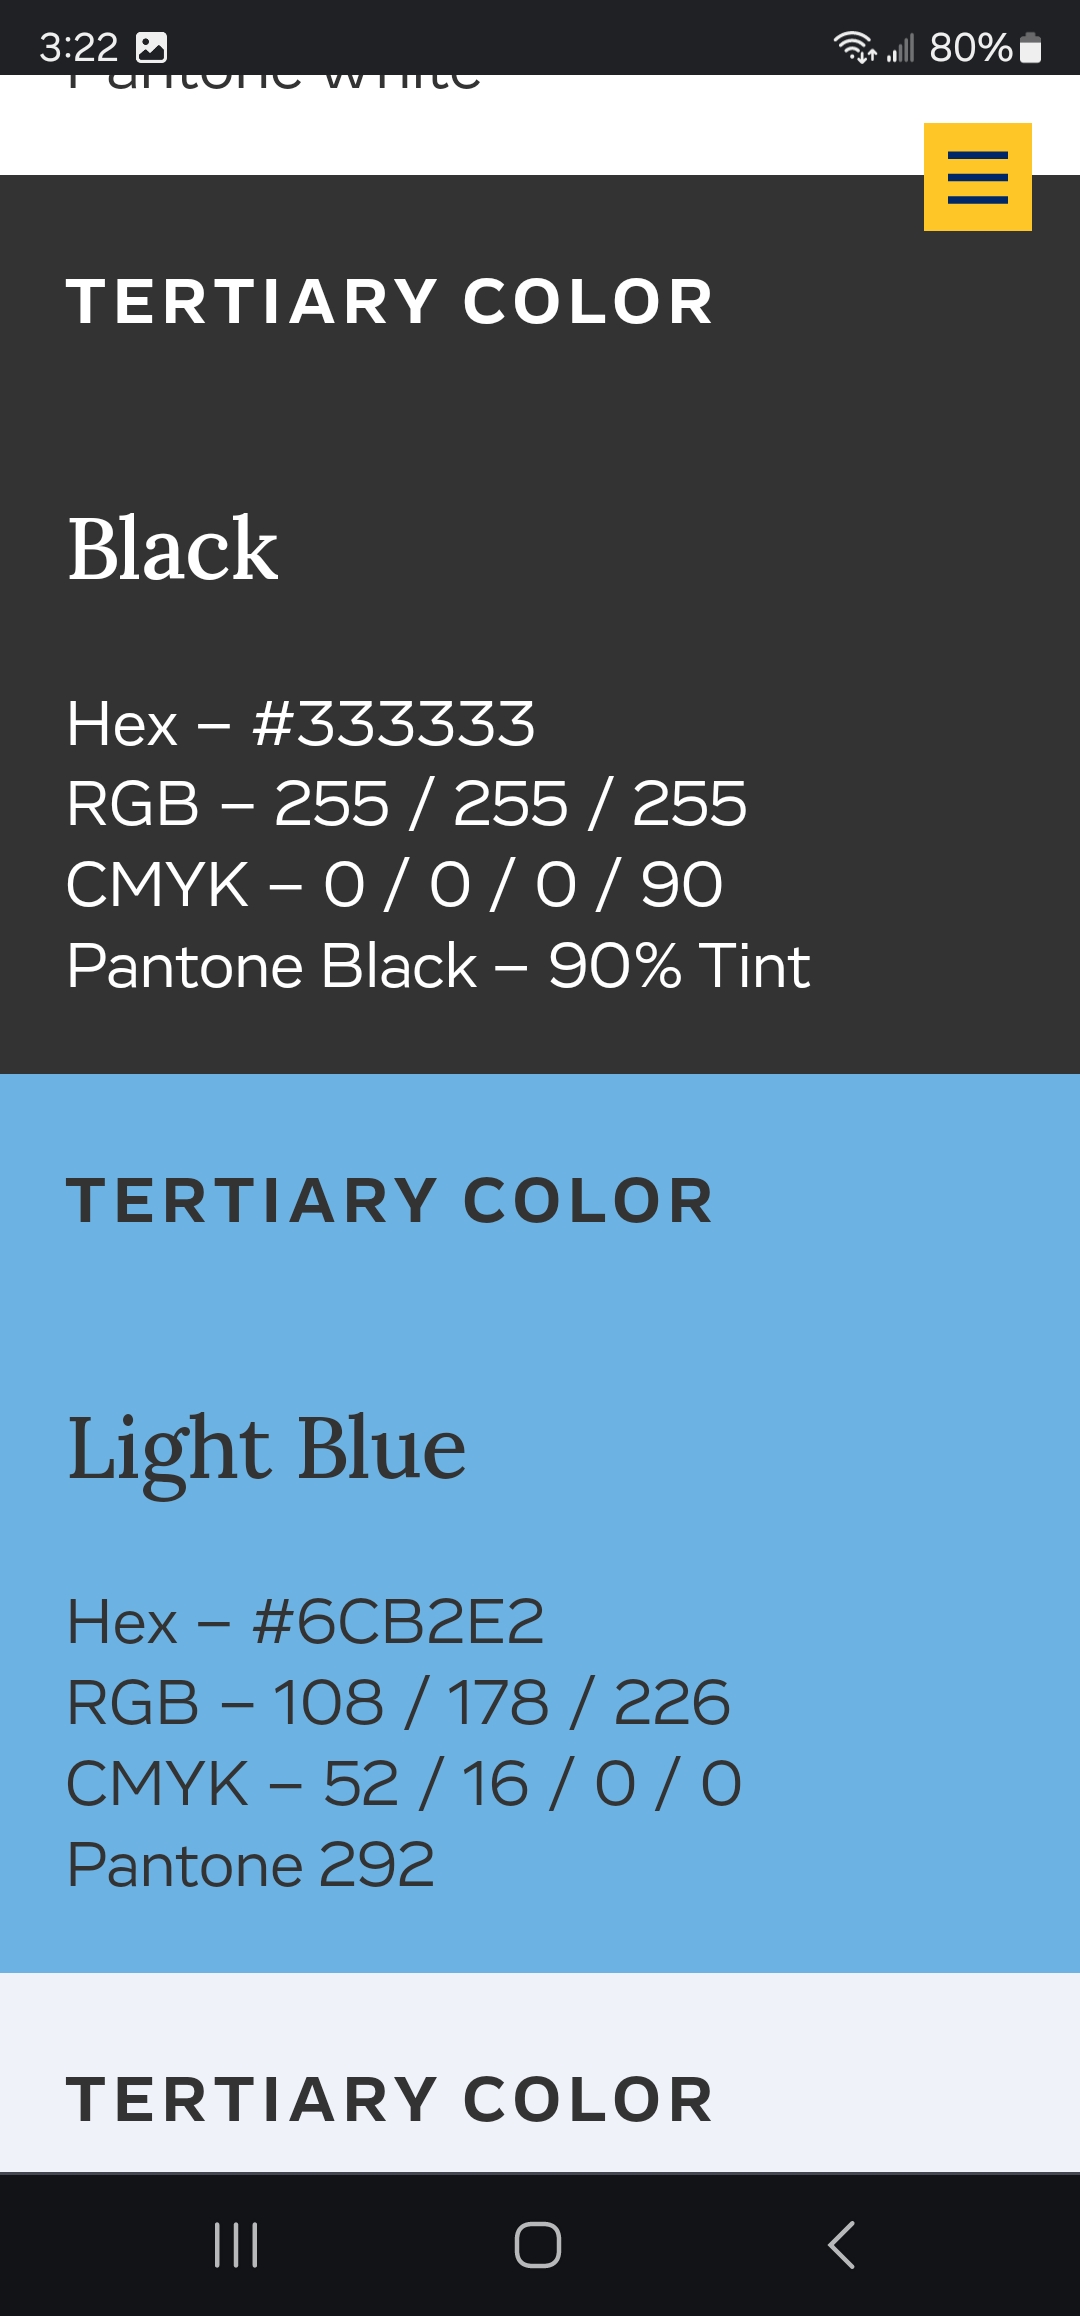 3:22
80%
Pantone White
TERTIARY COLOR
Black
Hex – #333333
RGB – 255 / 255 / 255
CMYK – 0 / 0 / 0 / 90
Pantone Black – 90% Tint
TERTIARY COLOR
Light Blue
Hex – #6CB2E2
RGB – 108 / 178 / 226
CMYK – 52 / 16 / 0 / 0
Pantone 292
TERTIARY COLOR